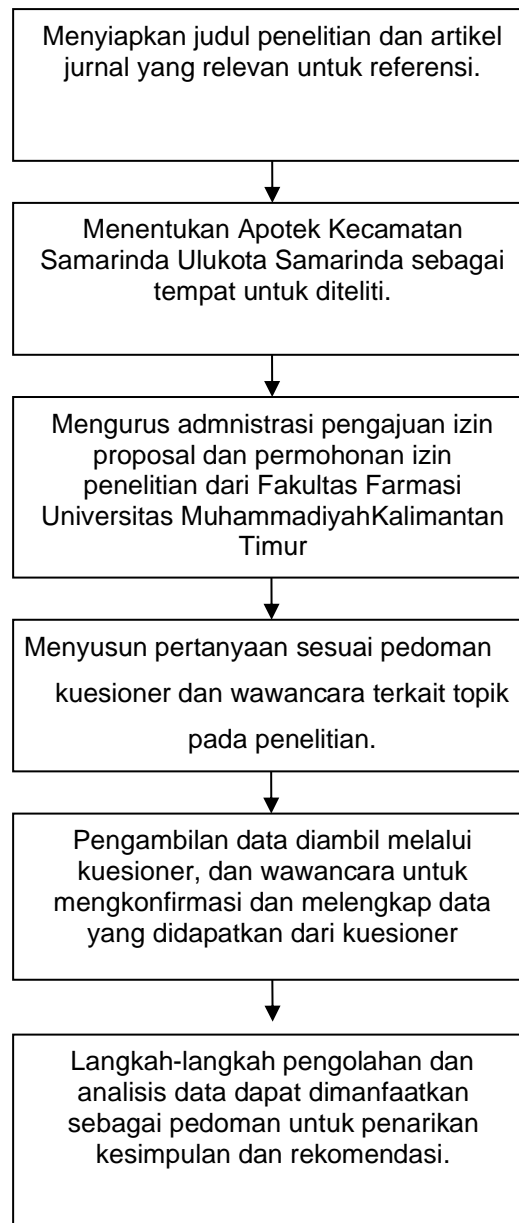 Menyiapkan judul penelitian dan artikel
jurnal yang relevan untuk referensi.
Menentukan Apotek Kecamatan
Samarinda Ulukota Samarinda sebagai
tempat untuk diteliti.
Mengurus admnistrasi pengajuan izin
proposal dan permohonan izin
penelitian dari Fakultas Farmasi
Universitas MuhammadiyahKalimantan
Timur
Menyusun pertanyaan sesuai pedoman
kuesioner dan wawancara terkait topik
pada penelitian.
Pengambilan data diambil melalui
kuesioner, dan wawancara untuk
mengkonfirmasi dan melengkap data
yang didapatkan dari kuesioner
Langkah-langkah pengolahan dan
analisis data dapat dimanfaatkan
sebagai pedoman untuk penarikan
kesimpulan dan rekomendasi.